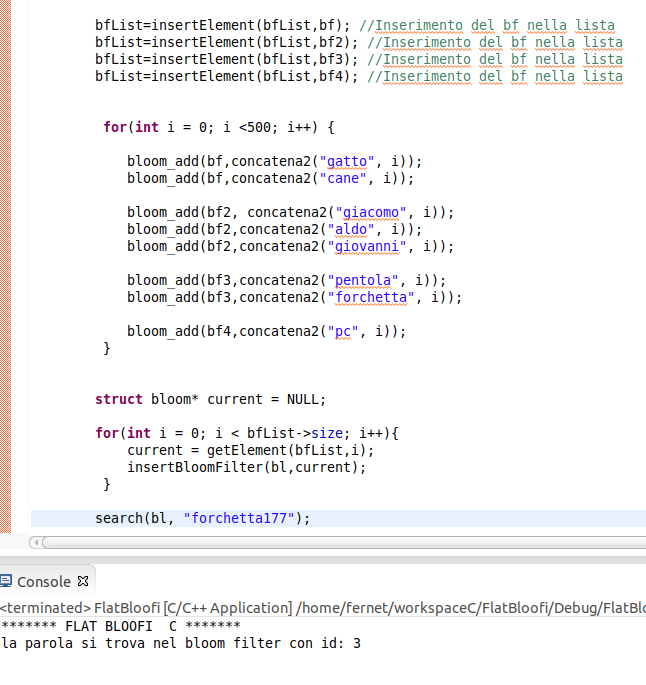 bfList=insertElement(bfList,bf); //Inserimento del bf nella lista
bfList=insertElement(bfList,bf2); //Inserimento del bf nella lista
bfList=insertElement(bfList,bf3); //Inserimento del bf nella lista
bfList=insertElement(bfList,bf4); //Inserimento del bf nella lista
for(int i = 0; i <500; i++) {
bloom_add(bf,concatena2("gatto", i));
bloom_add(bf,concatena2("cane", i));
bloom_add(bf2, concatena2("giacomo", i));
bloom_add(bf2,concatena2("aldo", i));
bloom_add(bf2,concatena2("giovanni", i));
bloom_add(bf3,concatena2("pentola", i));
bloom_add(bf3,concatena2("forchetta", i));
bloom_add(bf4,concatena2("pc", i));
}
struct bloom* current = NULL;
for(int i = 0; i < bfList->size; i++){
current = getElement(bfList,i);
insertBloomFilter(bl,current);
}
search(bl, "forchetta177");
Console
<terminated> FlatBloofi [C/C++ Application] /home/fernet/workspaceC/FlatBloofi/Debug/FlatBlo
******* FLAT BLOOFI  C *******
la parola si trova nel bloom filter con id: 3